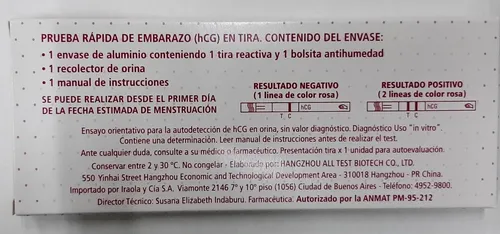 PRUEBA RÁPIDA DE EMBARAZO (hCG) EN TIRA. CONTENIDO DEL ENVASE:
• 1 envase de aluminio conteniendo 1 tira reactiva y 1 bolsita antihumedad
• 1 recolector de orina
• 1 manual de instrucciones
SE PUEDE REALIZAR DESDE EL PRIMER DÍA
DE LA FECHA ESTIMADA DE MENSTRUACIÓN
RESULTADO NEGATIVO
(1 linea de color rosa)
hCG
T C
RESULTADO POSITIVO
(2 lineas de color rosa)
hCG
T C
Ensayo orientativo para la autodetección de hCG en orina, sin valor diagnóstico. Diagnóstico Uso "in vitro".
Contiene una determinación. Leer manual de instrucciones antes de realizar el test.
Ante cualquier duda, consulte a su médico o farmacéutico. Presentación tira x 1 unidad para autoevaluación.
Conservar entre 2 y 30 °C. No congelar - Elaborado por: HANGZHOU ALL TEST BIOTECH CO., LTD.
550 Yinhai Street Hangzhou Economic and Technological Development Area - 310018 Hangzhou - PR China.
Importado por Iraola y Cía S.A. Viamonte 2146 7º y 10º piso (1056) Ciudad de Buenos Aires - Teléfono: 4952-9800.
Director Técnico: Susana Elizabeth Indaburu. Farmacéutica. Autorizado por la ANMAT PM-95-212